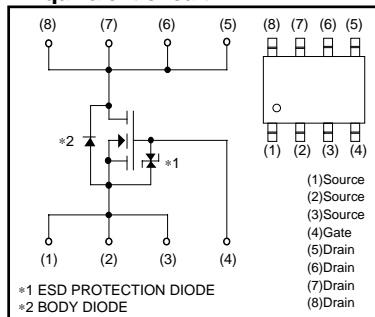 (8) (7) (6) (5)
*2
*1
(1) (2) (3) (4)
*1 ESD PROTECTION DIODE
*2 BODY DIODE
(8) (7) (6) (5)
(1) (2) (3) (4)
(1)Source
(2)Source
(3)Source
(4)Gate
(5)Drain
(6)Drain
(7)Drain
(8)Drain